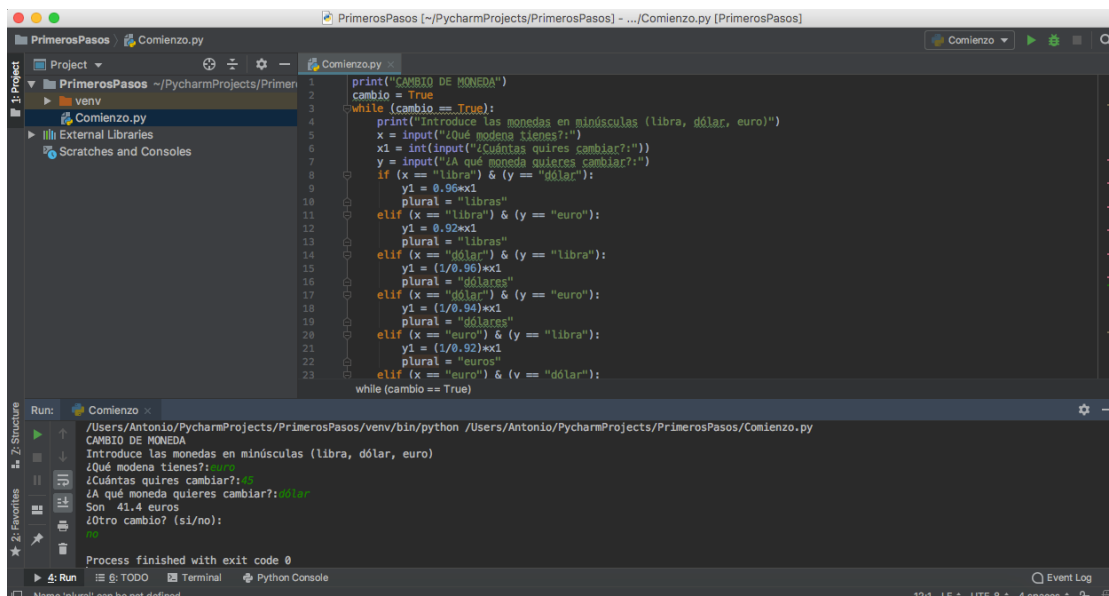 PrimerosPasos [~/PycharmProjects/PrimerosPasos] - .../Comienzo.py [PrimerosPasos]
PrimerosPasos Comienzo.py
Comienzo
1: Project
Project
PrimerosPasos ~/PycharmProjects/Primer
venv
Comienzo.py
External Libraries
Scratches and Consoles
Comienzo.py
1 print("CAMBIO DE MONEDA")
2 cambio = True
3 while (cambio == True):
4 print("Introduce las monedas en minúsculas (libra, dólar, euro)")
5 x = input("¿Qué modena tienes?:")
6 x1 = int(input("¿Cuántas quires cambiar?:"))
7 y = input("¿A qué moneda quieres cambiar?:")
8 if (x == "libra") & (y == "dólar"):
9 y1 = 0.96*x1
10 plural = "libras"
11 elif (x == "libra") & (y == "euro"):
12 y1 = 0.92*x1
13 plural = "libras"
14 elif (x == "dólar") & (y == "libra"):
15 y1 = (1/0.96)*x1
16 plural = "dólares"
17 elif (x == "dólar") & (y == "euro"):
18 y1 = (1/0.94)*x1
19 plural = "dólares"
20 elif (x == "euro") & (y == "libra"):
21 y1 = (1/0.92)*x1
22 plural = "euros"
23 elif (x == "euro") & (y == "dólar"):
while (cambio == True)
Run: Comienzo
/Users/Antonio/PycharmProjects/PrimerosPasos/venv/bin/python /Users/Antonio/PycharmProjects/PrimerosPasos/Comienzo.py
CAMBIO DE MONEDA
Introduce las monedas en minúsculas (libra, dólar, euro)
¿Qué modena tienes?:euro
¿Cuántas quires cambiar?:45
¿A qué moneda quieres cambiar?:dólar
Son  41.4 euros
¿Otro cambio? (si/no):
no
Process finished with exit code 0
Z: Structure
2: Favorites
4: Run 6: TODO Terminal Python Console Event Log
Name 'plural' can be not defined